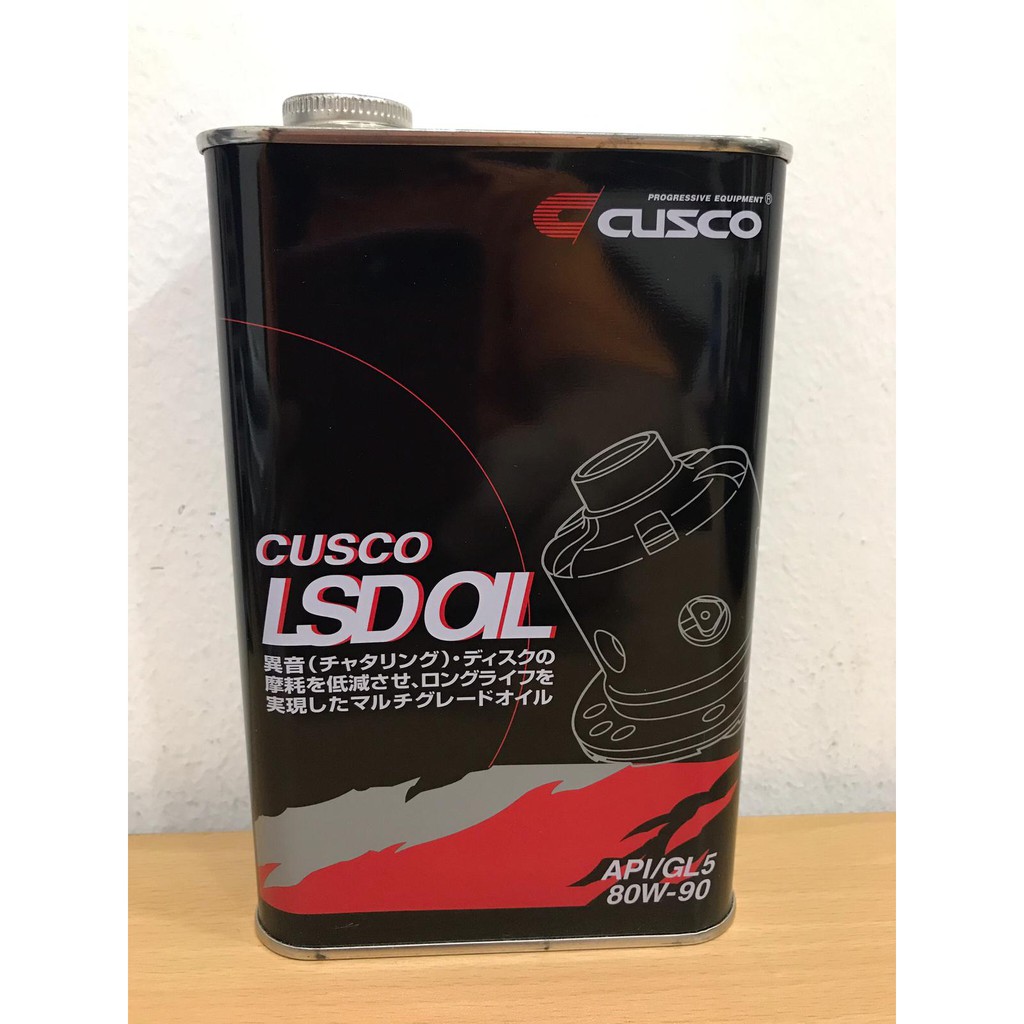 PROGRESSIVE EQUIPMENT®
CUSCO
CUSCO
LSD OIL
異音(チャタリング)・ディスクの
摩耗を低減させ、ロングライフを
実現したマルチグレードオイル
API/GL5
80W-90